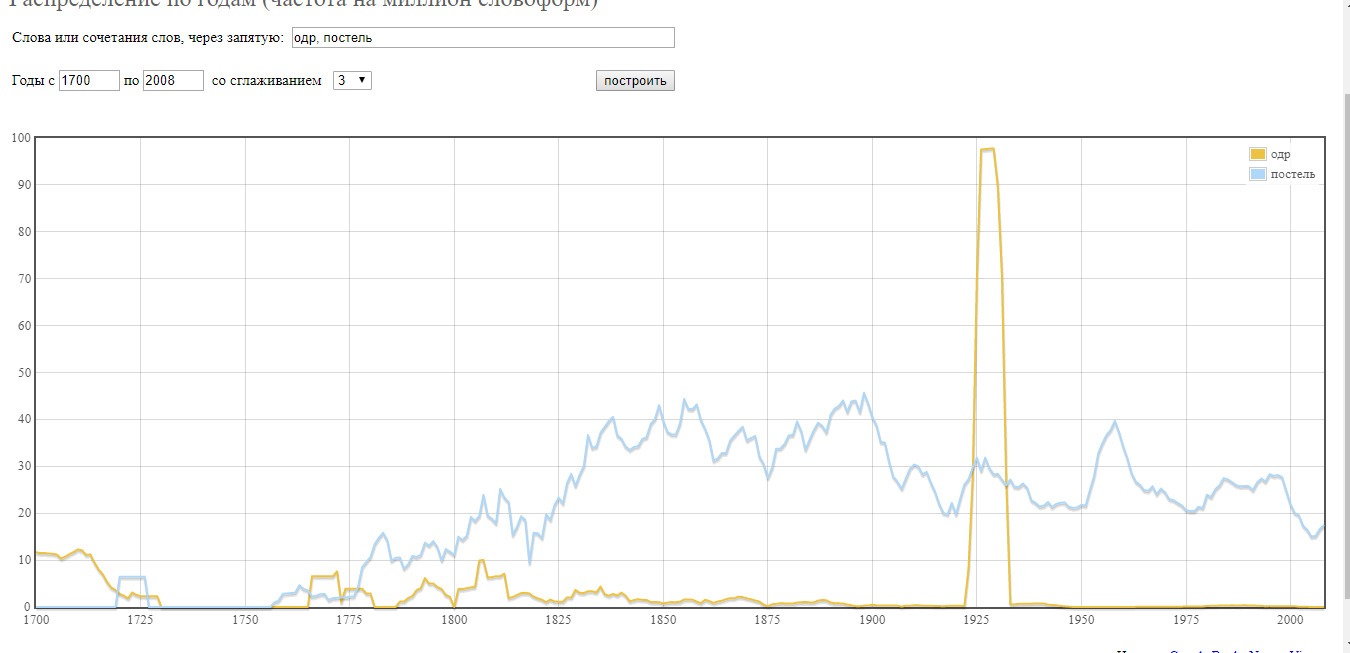 Распределение по годам (частота на миллион словоформ)
Слова или сочетания слов, через запятую: одр, постель
Годы с 1700 по 2008 со сглаживанием 3 построить
100
одр
90
постель
80
70
60
50
40
30
20
10
0
1700 1725 1750 1775 1800 1825 1850 1875 1900 1925 1950 1975 2000